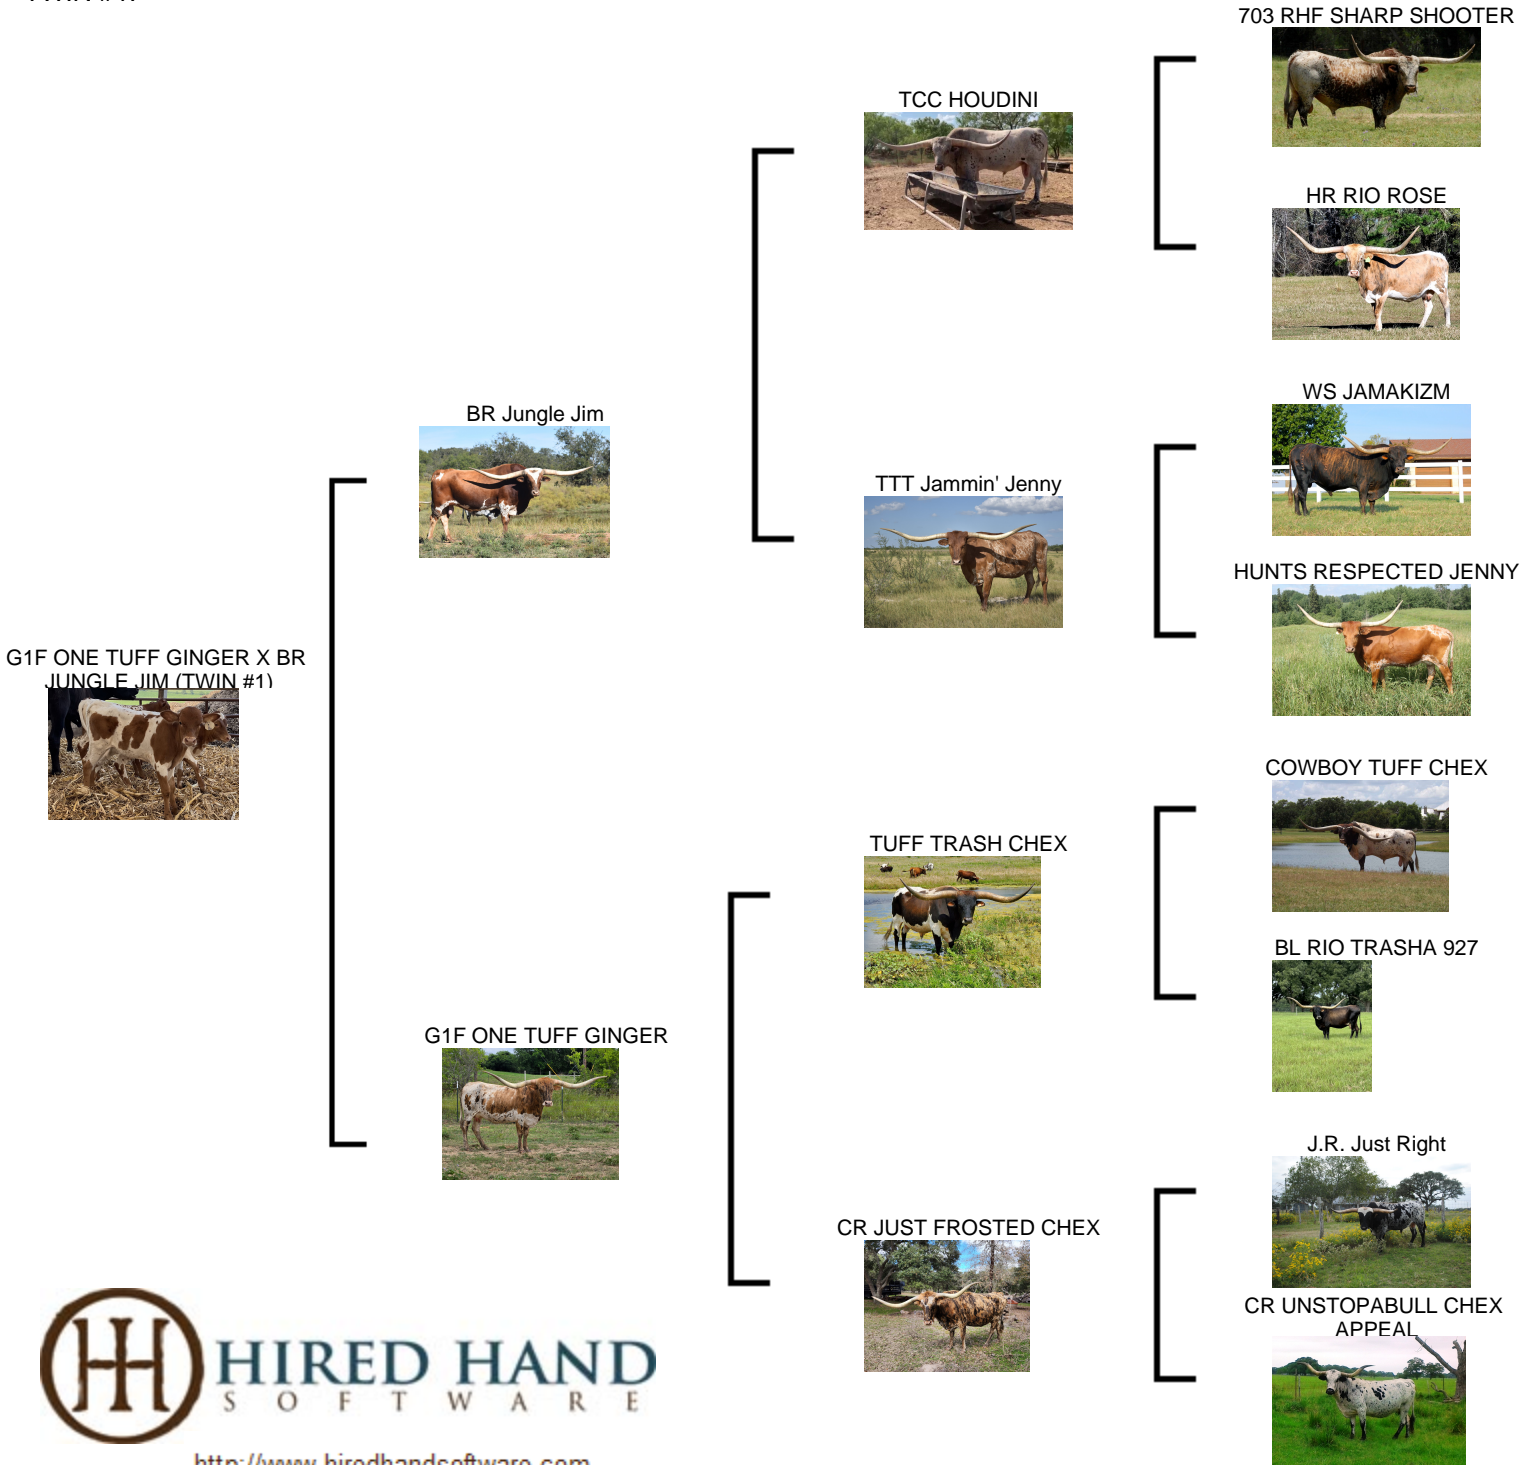 703 RHF SHARP SHOOTER
TCC HOUDINI
HR RIO ROSE
WS JAMAKIZM
BR Jungle Jim
TTT Jammin' Jenny
HUNTS RESPECTED JENNY
G1F ONE TUFF GINGER X BR
JUNGLE JIM (TWIN #1)
COWBOY TUFF CHEX
TUFF TRASH CHEX
BL RIO TRASHA 927
G1F ONE TUFF GINGER
J.R. Just Right
CR JUST FROSTED CHEX
CR UNSTOPABULL CHEX
APPEAL
HIRED HAND
SOFTWARE
http://www.hiredhandsoftware.com